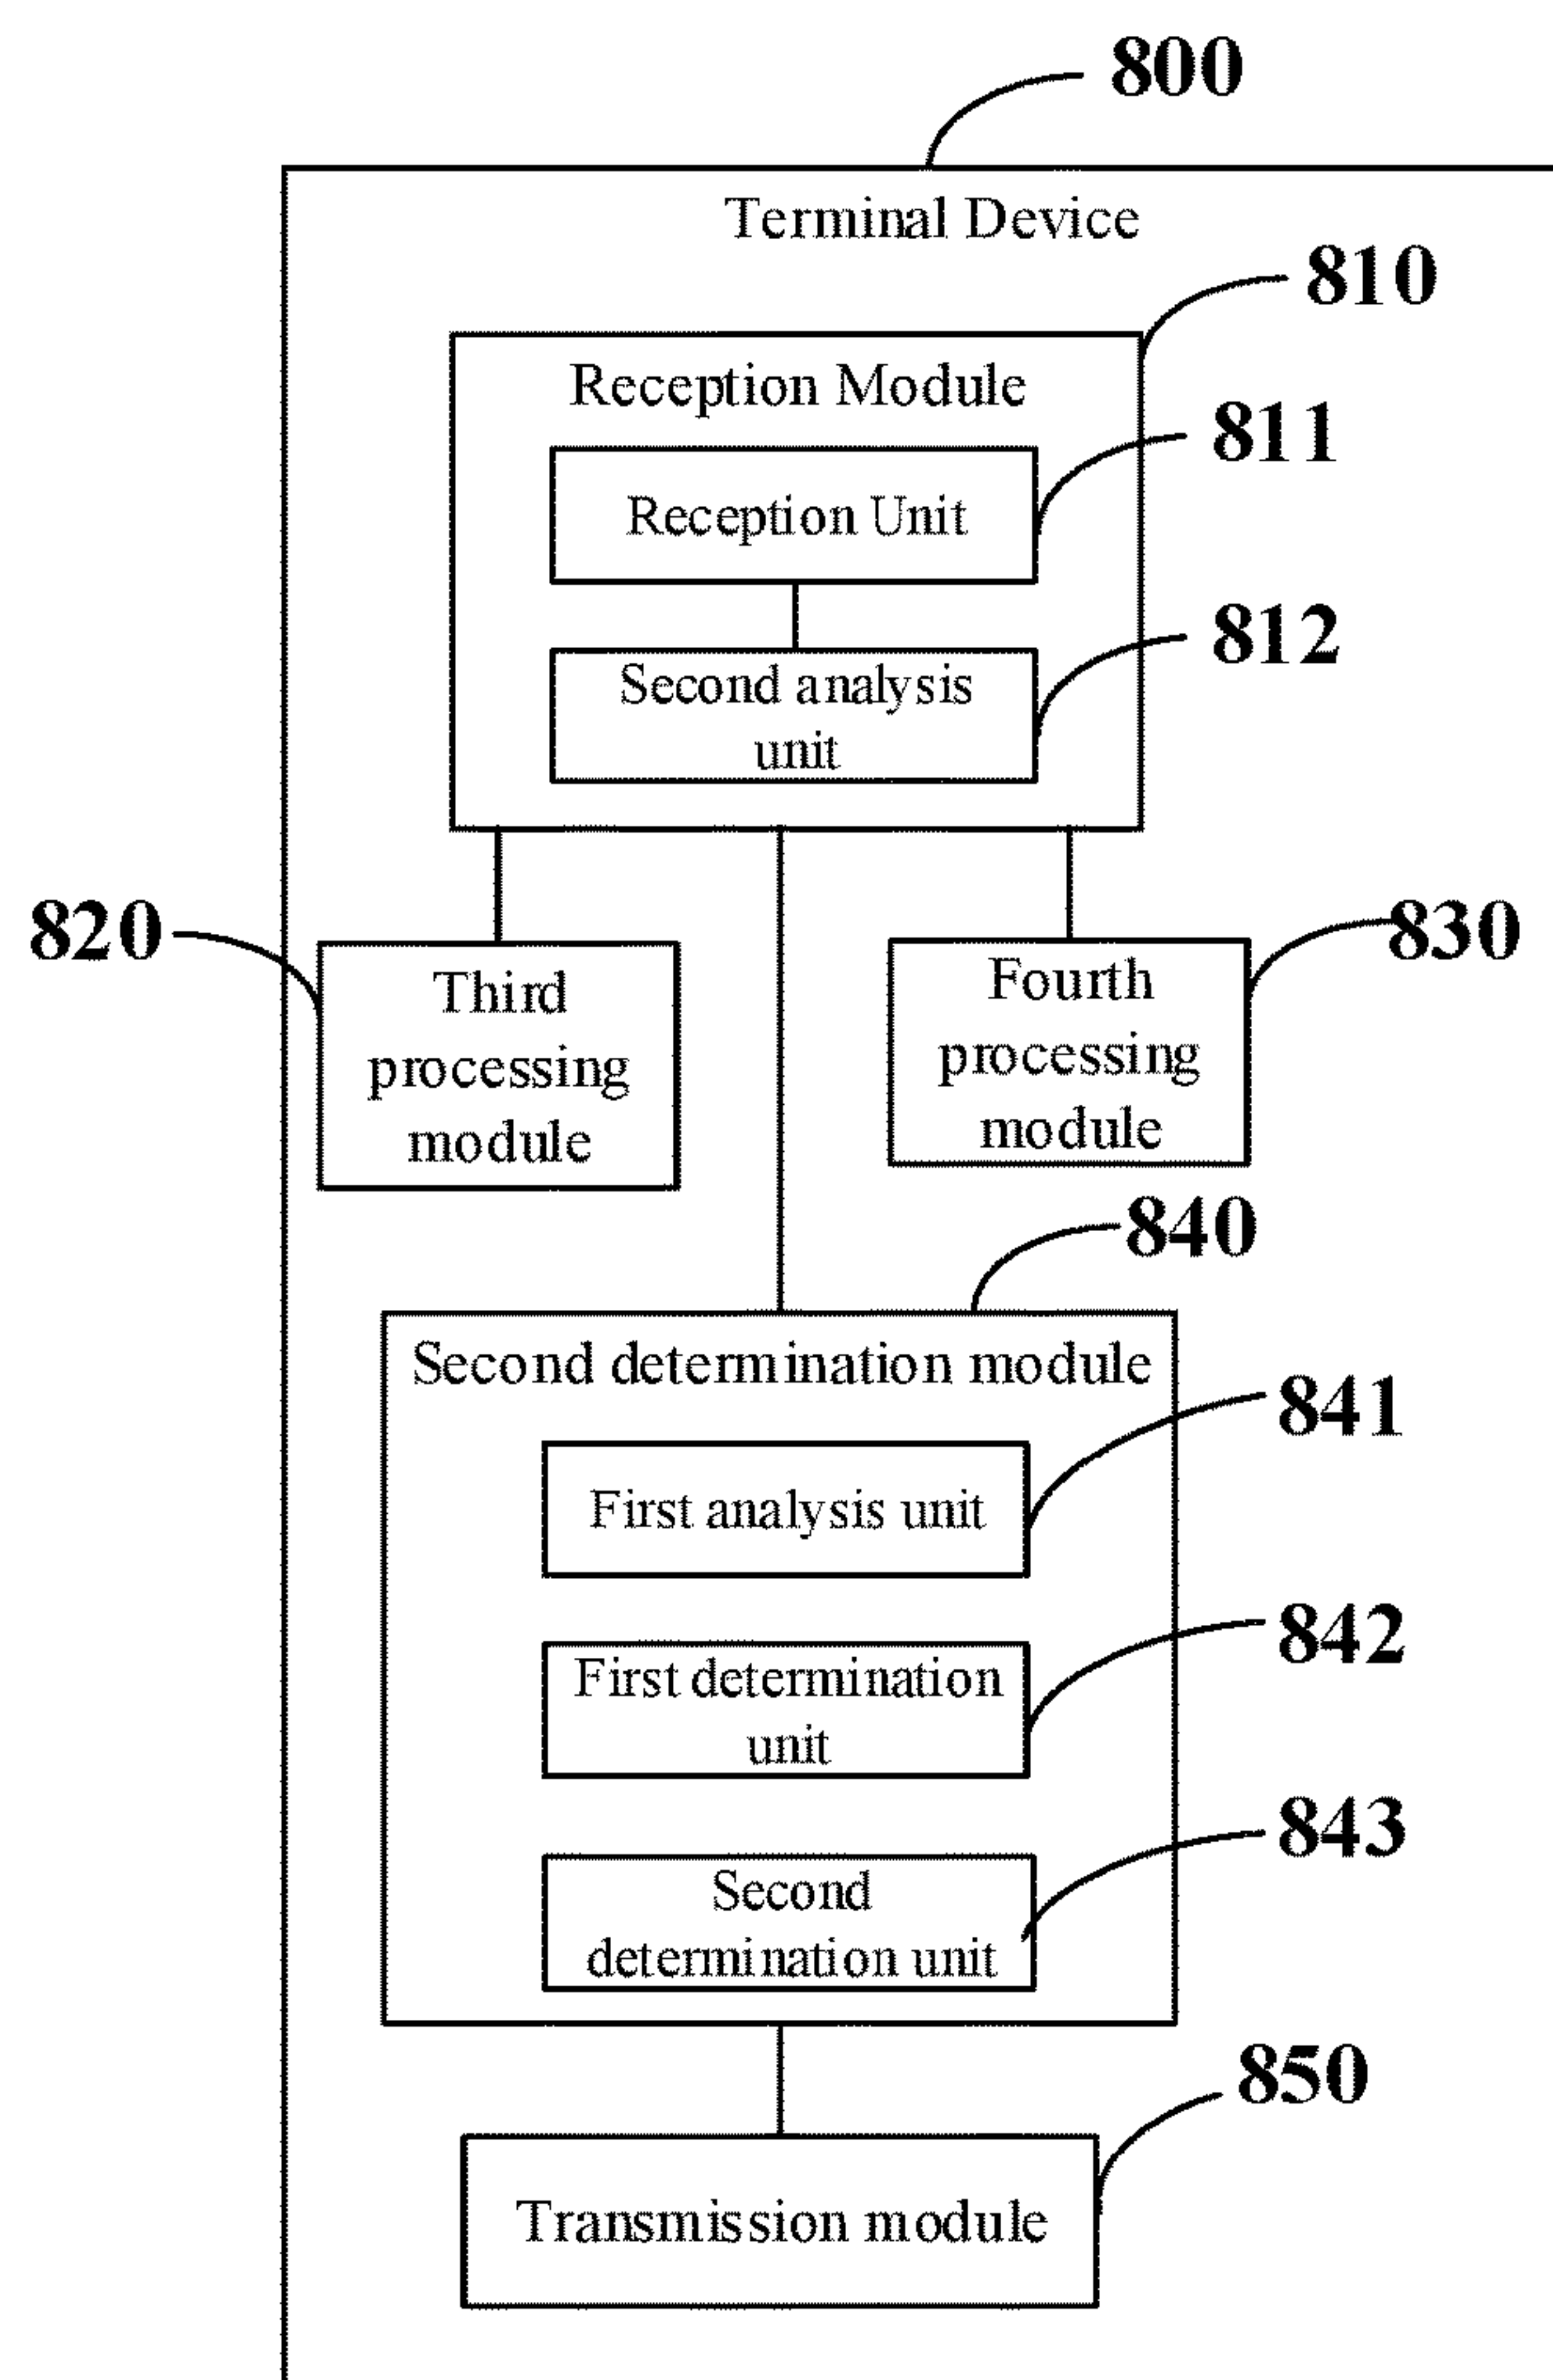 800
Terminal Device
810
Reception Module
811
Reception Unit
812
Second analysis
unit
820
Third
processing
module
830
Fourth
processing
module
840
Second determination module
841
First analysis unit
842
First determination
unit
843
Second
determination unit
850
Transmission module